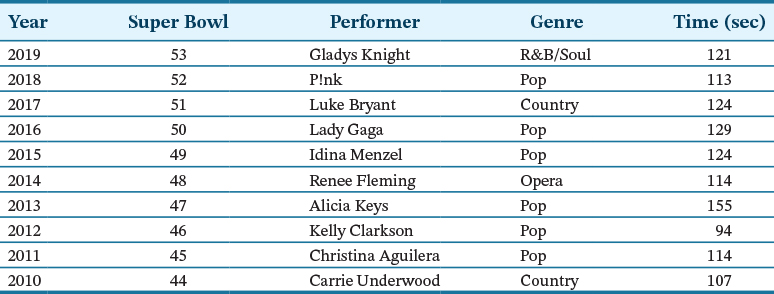 Year Super Bowl Performer Genre Time (sec)
2019 53 Gladys Knight R&B/Soul 121
2018 52 P!nk Pop 113
2017 51 Luke Bryant Country 124
2016 50 Lady Gaga Pop 129
2015 49 Idina Menzel Pop 124
2014 48 Renee Fleming Opera 114
2013 47 Alicia Keys Pop 155
2012 46 Kelly Clarkson Pop 94
2011 45 Christina Aguilera Pop 114
2010 44 Carrie Underwood Country 107